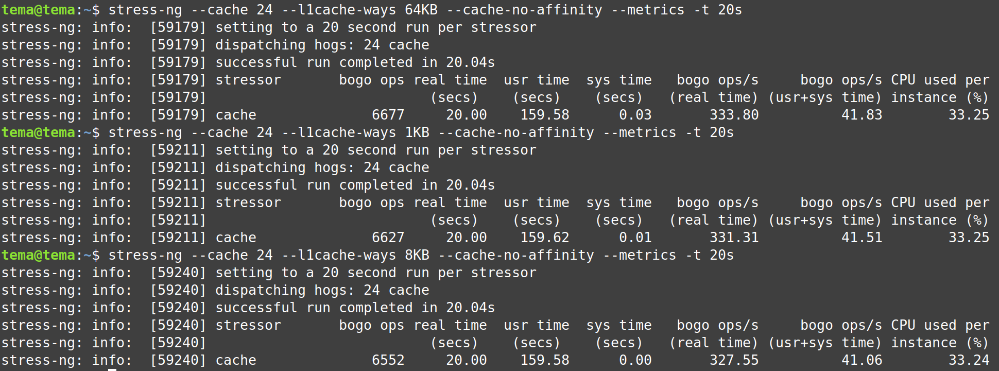 tema@tema:~$ stress-ng --cache 24 --l1cache-ways 64KB --cache-no-affinity --metrics -t 20s
stress-ng: info:  [59179] setting to a 20 second run per stressor
stress-ng: info:  [59179] dispatching hogs: 24 cache
stress-ng: info:  [59179] successful run completed in 20.04s
stress-ng: info:  [59179] stressor       bogo ops real time  usr time  sys time   bogo ops/s     bogo ops/s CPU used per
stress-ng: info:  [59179]                           (secs)    (secs)    (secs)   (real time) (usr+sys time) instance (%)
stress-ng: info:  [59179] cache              6677     20.00    159.58      0.03       333.80          41.83        33.25
tema@tema:~$ stress-ng --cache 24 --l1cache-ways 1KB --cache-no-affinity --metrics -t 20s
stress-ng: info:  [59211] setting to a 20 second run per stressor
stress-ng: info:  [59211] dispatching hogs: 24 cache
stress-ng: info:  [59211] successful run completed in 20.04s
stress-ng: info:  [59211] stressor       bogo ops real time  usr time  sys time   bogo ops/s     bogo ops/s CPU used per
stress-ng: info:  [59211]                           (secs)    (secs)    (secs)   (real time) (usr+sys time) instance (%)
stress-ng: info:  [59211] cache              6627     20.00    159.62      0.01       331.31          41.51        33.25
tema@tema:~$ stress-ng --cache 24 --l1cache-ways 8KB --cache-no-affinity --metrics -t 20s
stress-ng: info:  [59240] setting to a 20 second run per stressor
stress-ng: info:  [59240] dispatching hogs: 24 cache
stress-ng: info:  [59240] successful run completed in 20.04s
stress-ng: info:  [59240] stressor       bogo ops real time  usr time  sys time   bogo ops/s     bogo ops/s CPU used per
stress-ng: info:  [59240]                           (secs)    (secs)    (secs)   (real time) (usr+sys time) instance (%)
stress-ng: info:  [59240] cache              6552     20.00    159.58      0.00       327.55          41.06        33.24